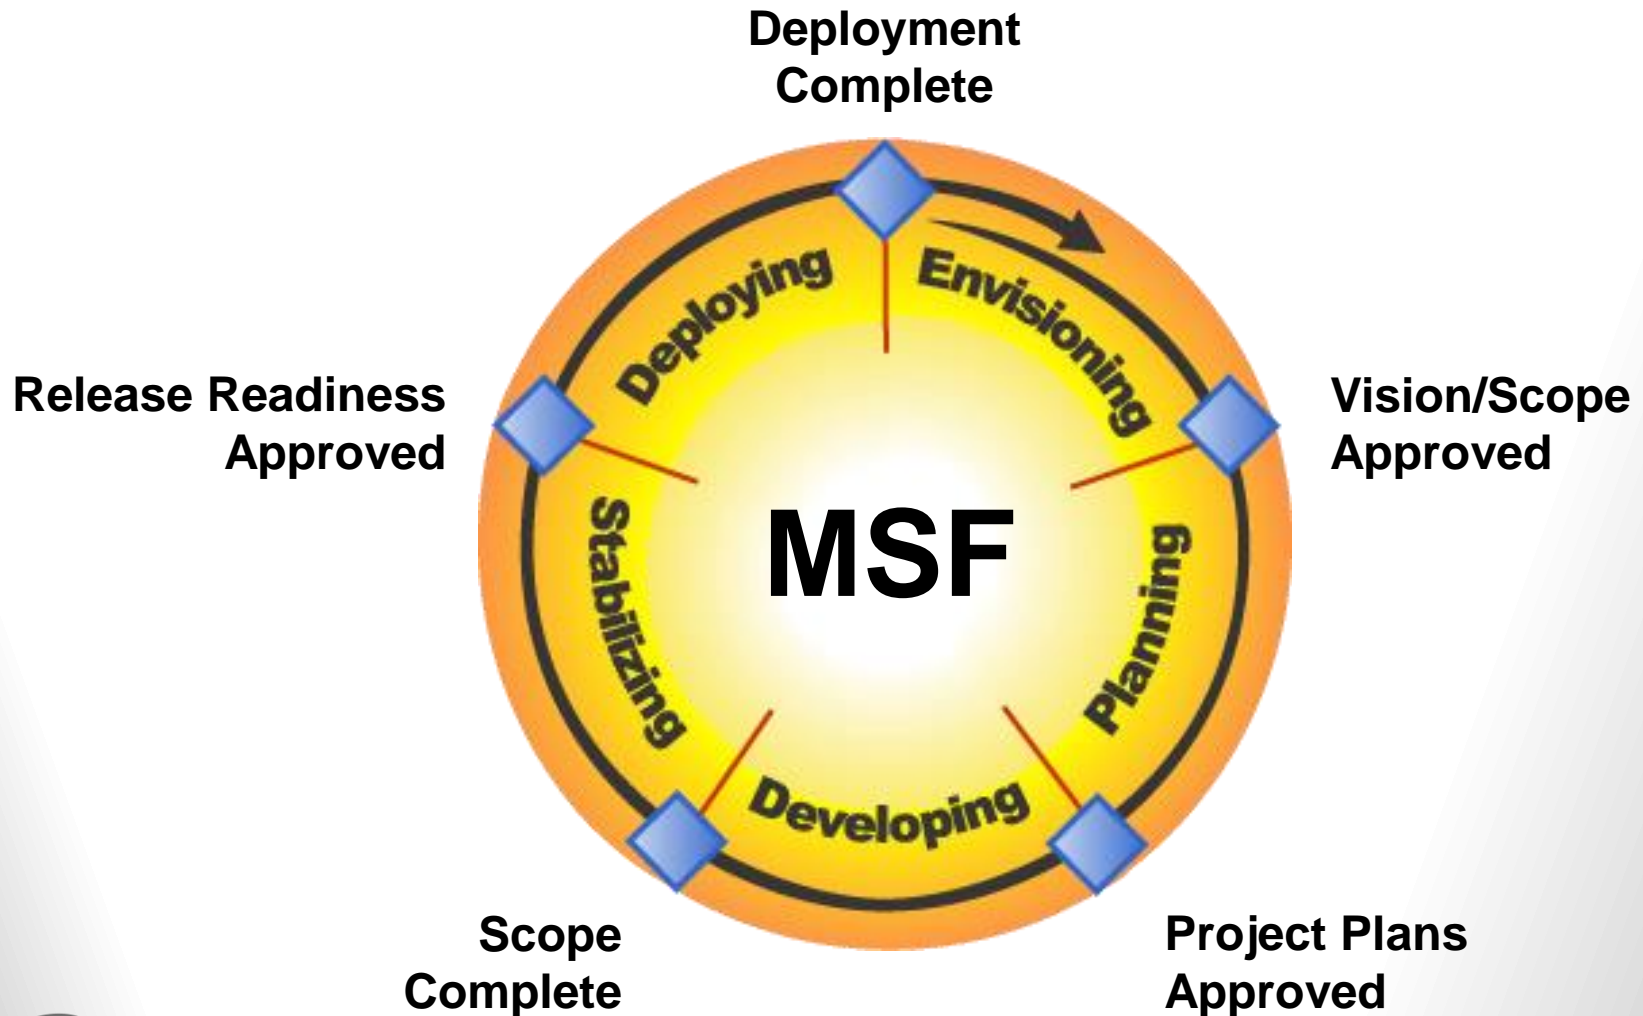 Deployment
Complete
Deploying
Envisioning
Release Readiness
Approved
Vision/Scope
Approved
MSF
Stabilizing
Planning
Developing
Scope
Complete
Project Plans
Approved